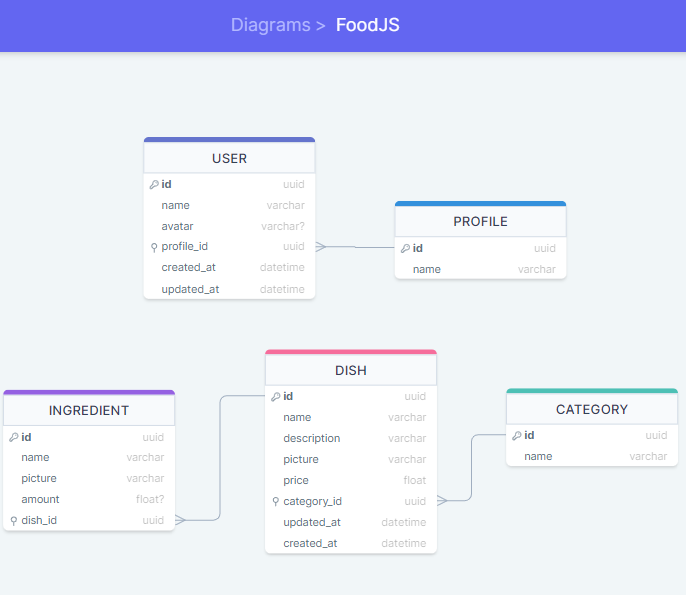 Diagrams > FoodJS
USER
id uuid
name varchar
avatar varchar?
profile_id uuid
created_at datetime
updated_at datetime
PROFILE
id uuid
name varchar
INGREDIENT
id uuid
name varchar
picture varchar
amount float?
dish_id uuid
DISH
id uuid
name varchar
description varchar
picture varchar
price float
category_id uuid
updated_at datetime
created_at datetime
CATEGORY
id uuid
name varchar